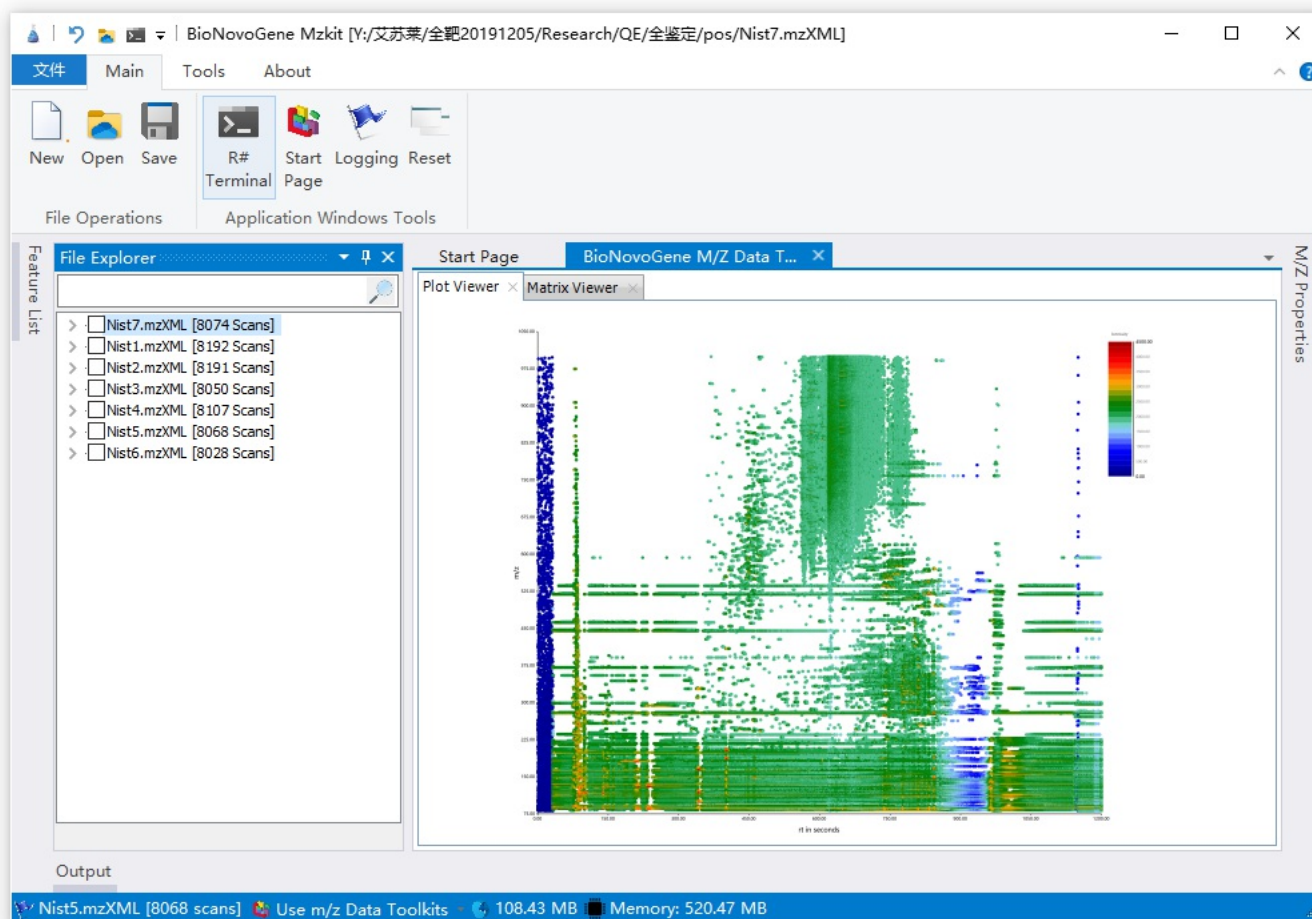 BioNovoGene Mzkit [Y:/艾苏莱/全靶20191205/Research/QE/全鉴定/pos/Nist7.mzXML]
文件 Main Tools About
New Open Save R# Terminal Start Page Logging Reset
File Operations Application Windows Tools
Feature List
File Explorer
Start Page BioNovoGene M/Z Data T...
M/Z Properties
Plot Viewer Matrix Viewer
Nist7.mzXML [8074 Scans]
Nist1.mzXML [8192 Scans]
Nist2.mzXML [8191 Scans]
Nist3.mzXML [8050 Scans]
Nist4.mzXML [8107 Scans]
Nist5.mzXML [8068 Scans]
Nist6.mzXML [8028 Scans]
m/z
rt in seconds
Output
Nist5.mzXML [8068 scans] Use m/z Data Toolkits 108.43 MB Memory: 520.47 MB